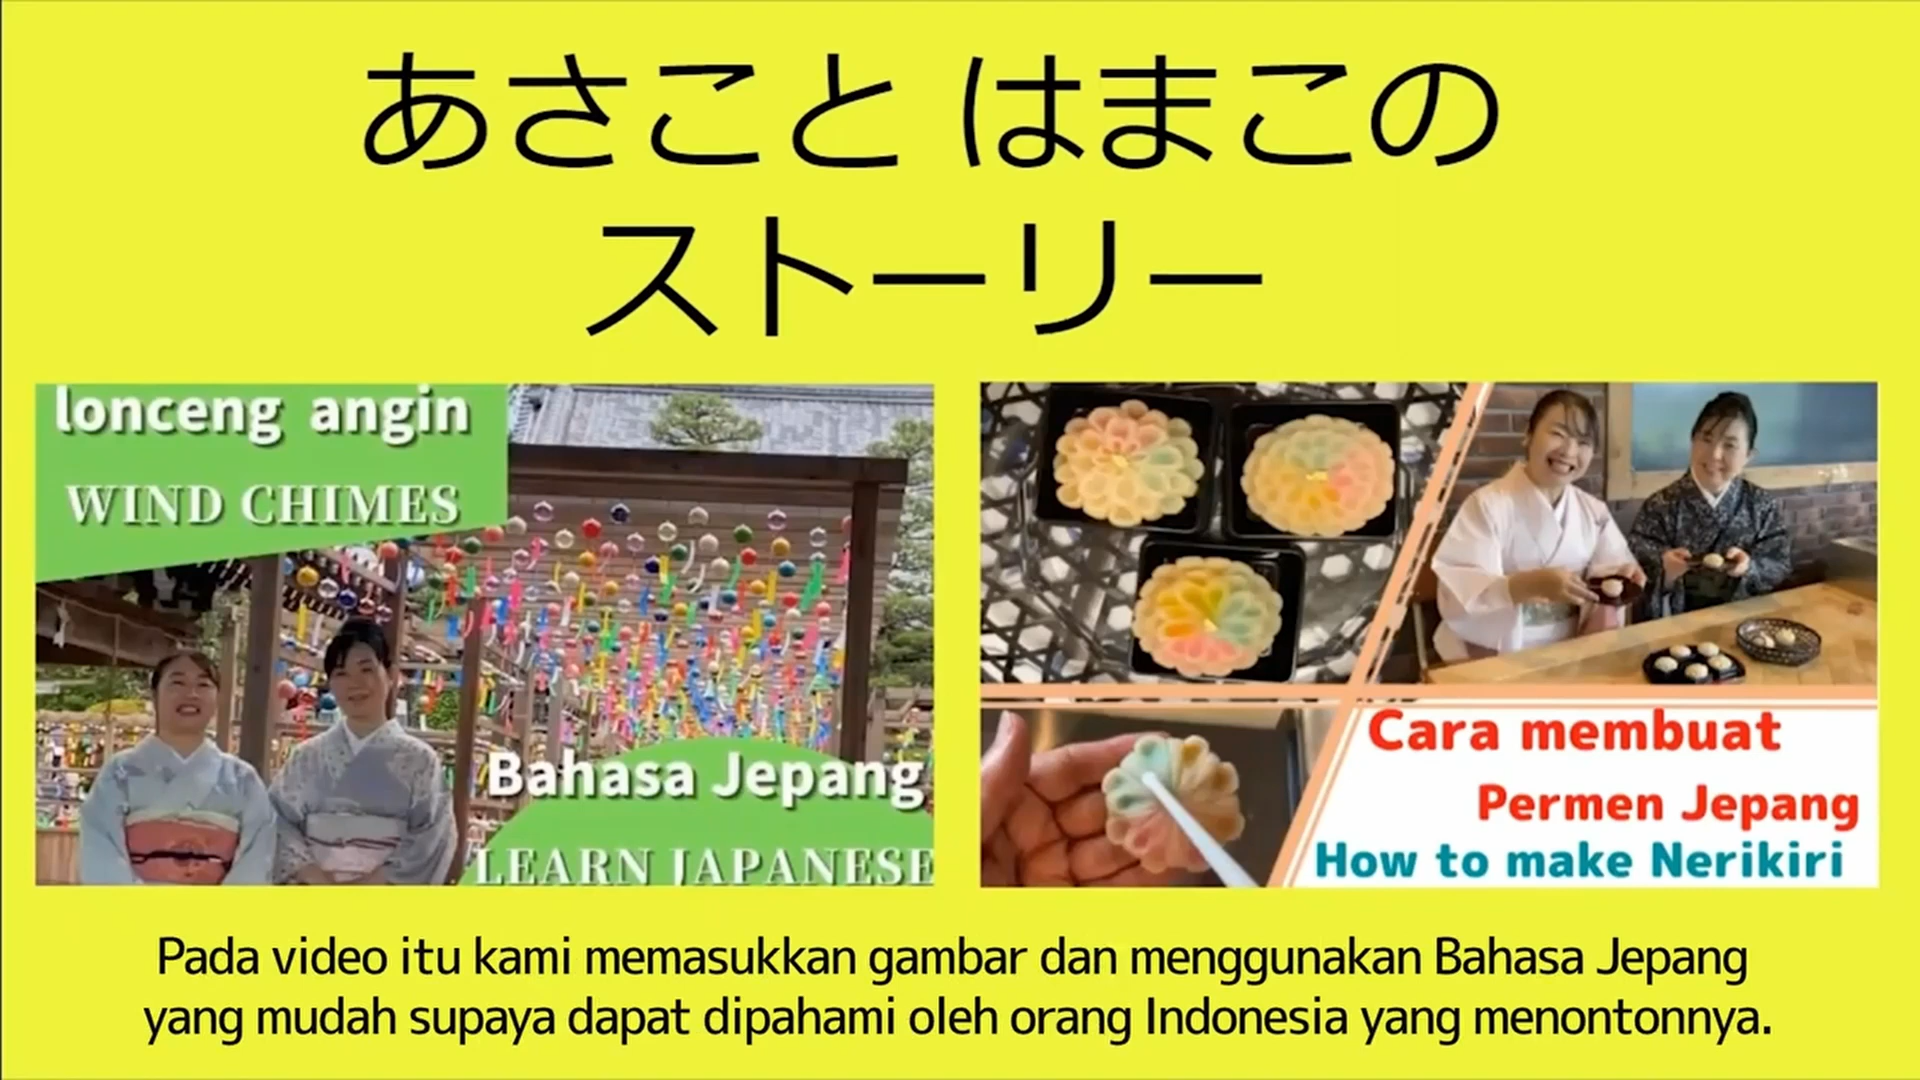 あさこと はまこの
ストーリー
lonceng angin
WIND CHIMES
Bahasa Jepang
LEARN JAPANESE
Cara membuat
Permen Jepang
How to make Nerikiri
Pada video itu kami memasukkan gambar dan menggunakan Bahasa Jepang
yang mudah supaya dapat dipahami oleh orang Indonesia yang menontonnya.